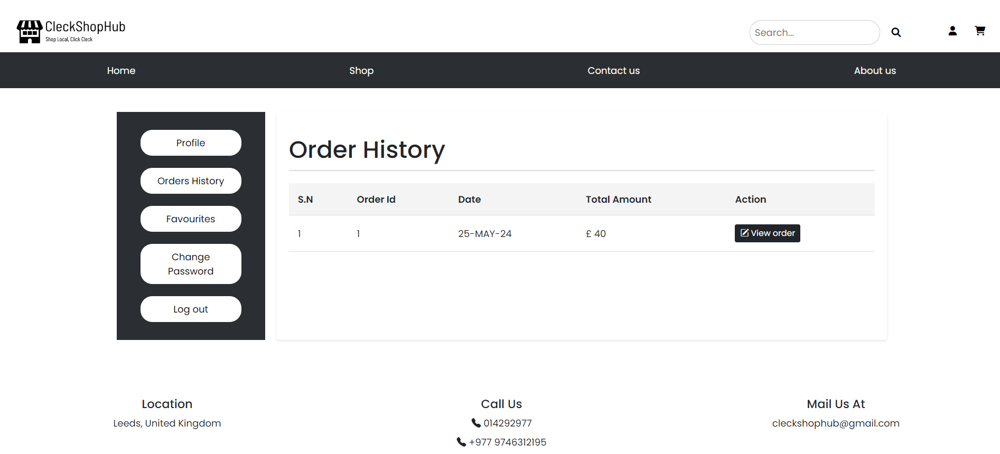 CleckShopHub
Shop Local, Click Cleck
Search...
Home Shop Contact us About us
Profile
Orders History
Favourites
Change
Password
Log out
Order History
S.N Order Id Date Total Amount Action
1 1 25-MAY-24 £ 40 View order
Location Call Us Mail Us At
Leeds, United Kingdom 014292977 cleckshophub@gmail.com
+977 9746312195